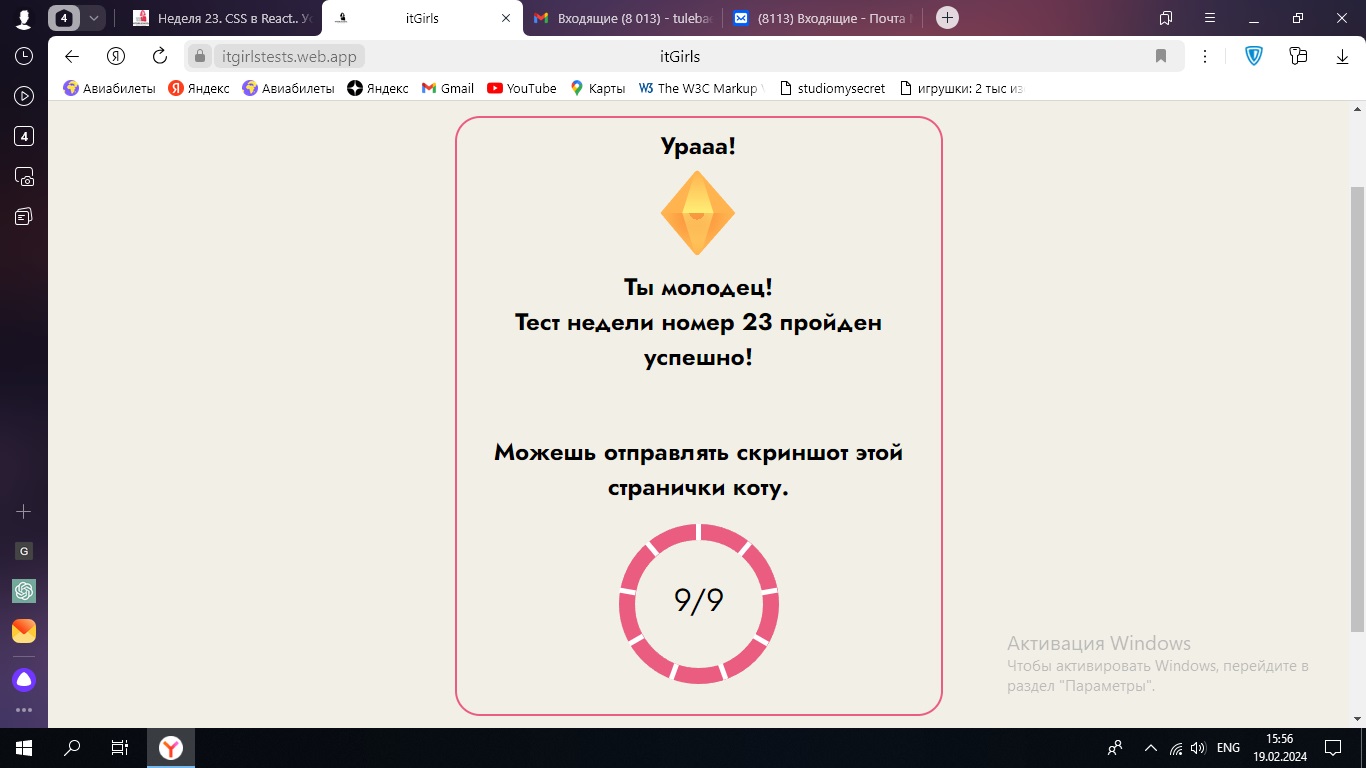 4
Неделя 23. CSS в React.. Ус
itGirls
Входящие (8 013) - tulebae
(8113) Входящие - Почта
itgirlstests.web.app
itGirls
Авиабилеты
Яндекс
Авиабилеты
Яндекс
Gmail
YouTube
Карты
W3
The W3C Markup
studiomysecret
игрушки: 2 тыс из
4
Урааа!
Ты молодец!
Тест недели номер 23 пройден
успешно!
Можешь отправлять скриншот этой
странички коту.
9/9
G
Активация Windows
Чтобы активировать Windows, перейдите в
раздел "Параметры".
ENG
15:56
19.02.2024